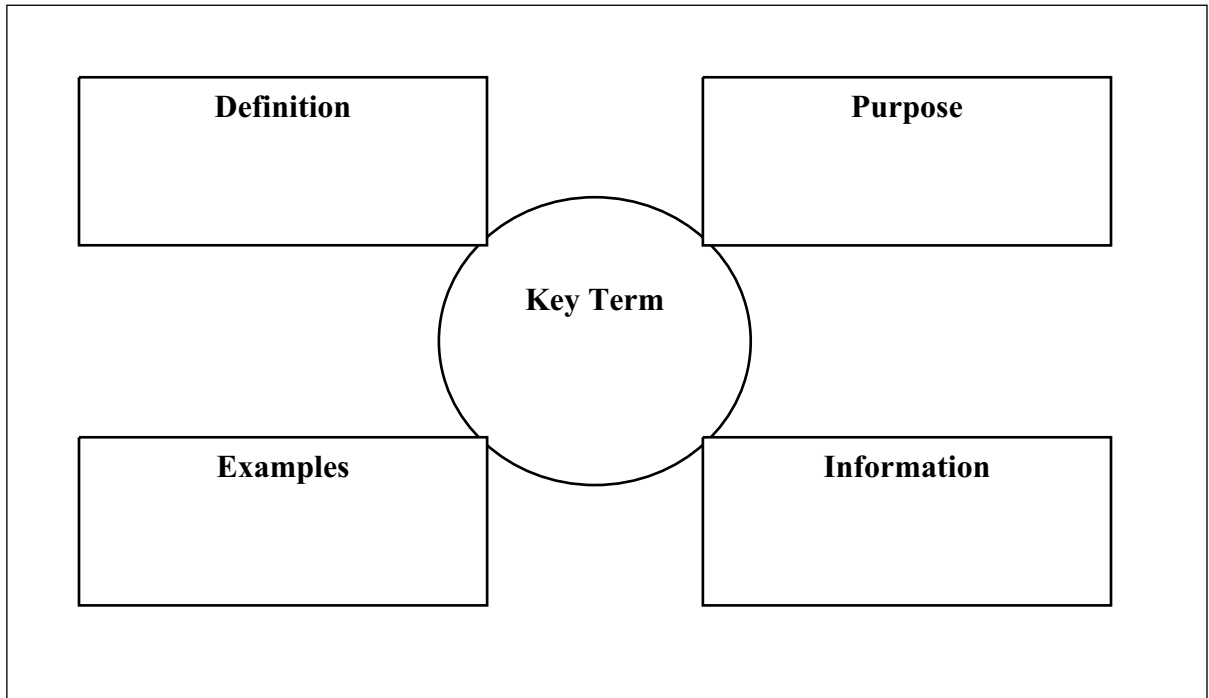 Definition
Purpose
Key Term
Examples
Information